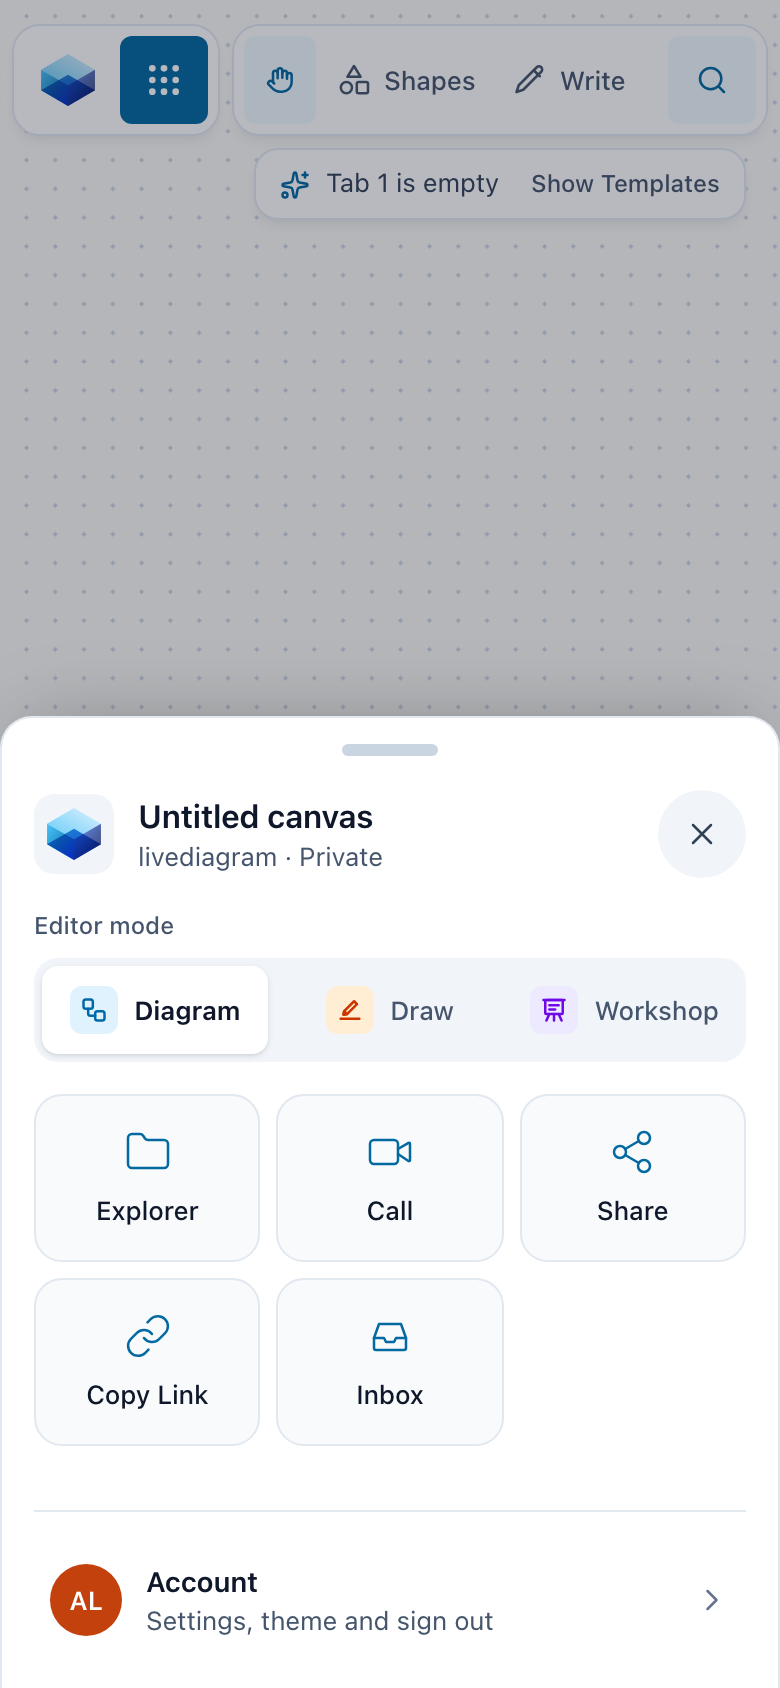 Shapes
Write
Tab 1 is empty
Show Templates
Untitled canvas
livediagram · Private
Editor mode
Diagram
Draw
Workshop
Explorer
Call
Share
Copy Link
Inbox
AL
Account
Settings, theme and sign out